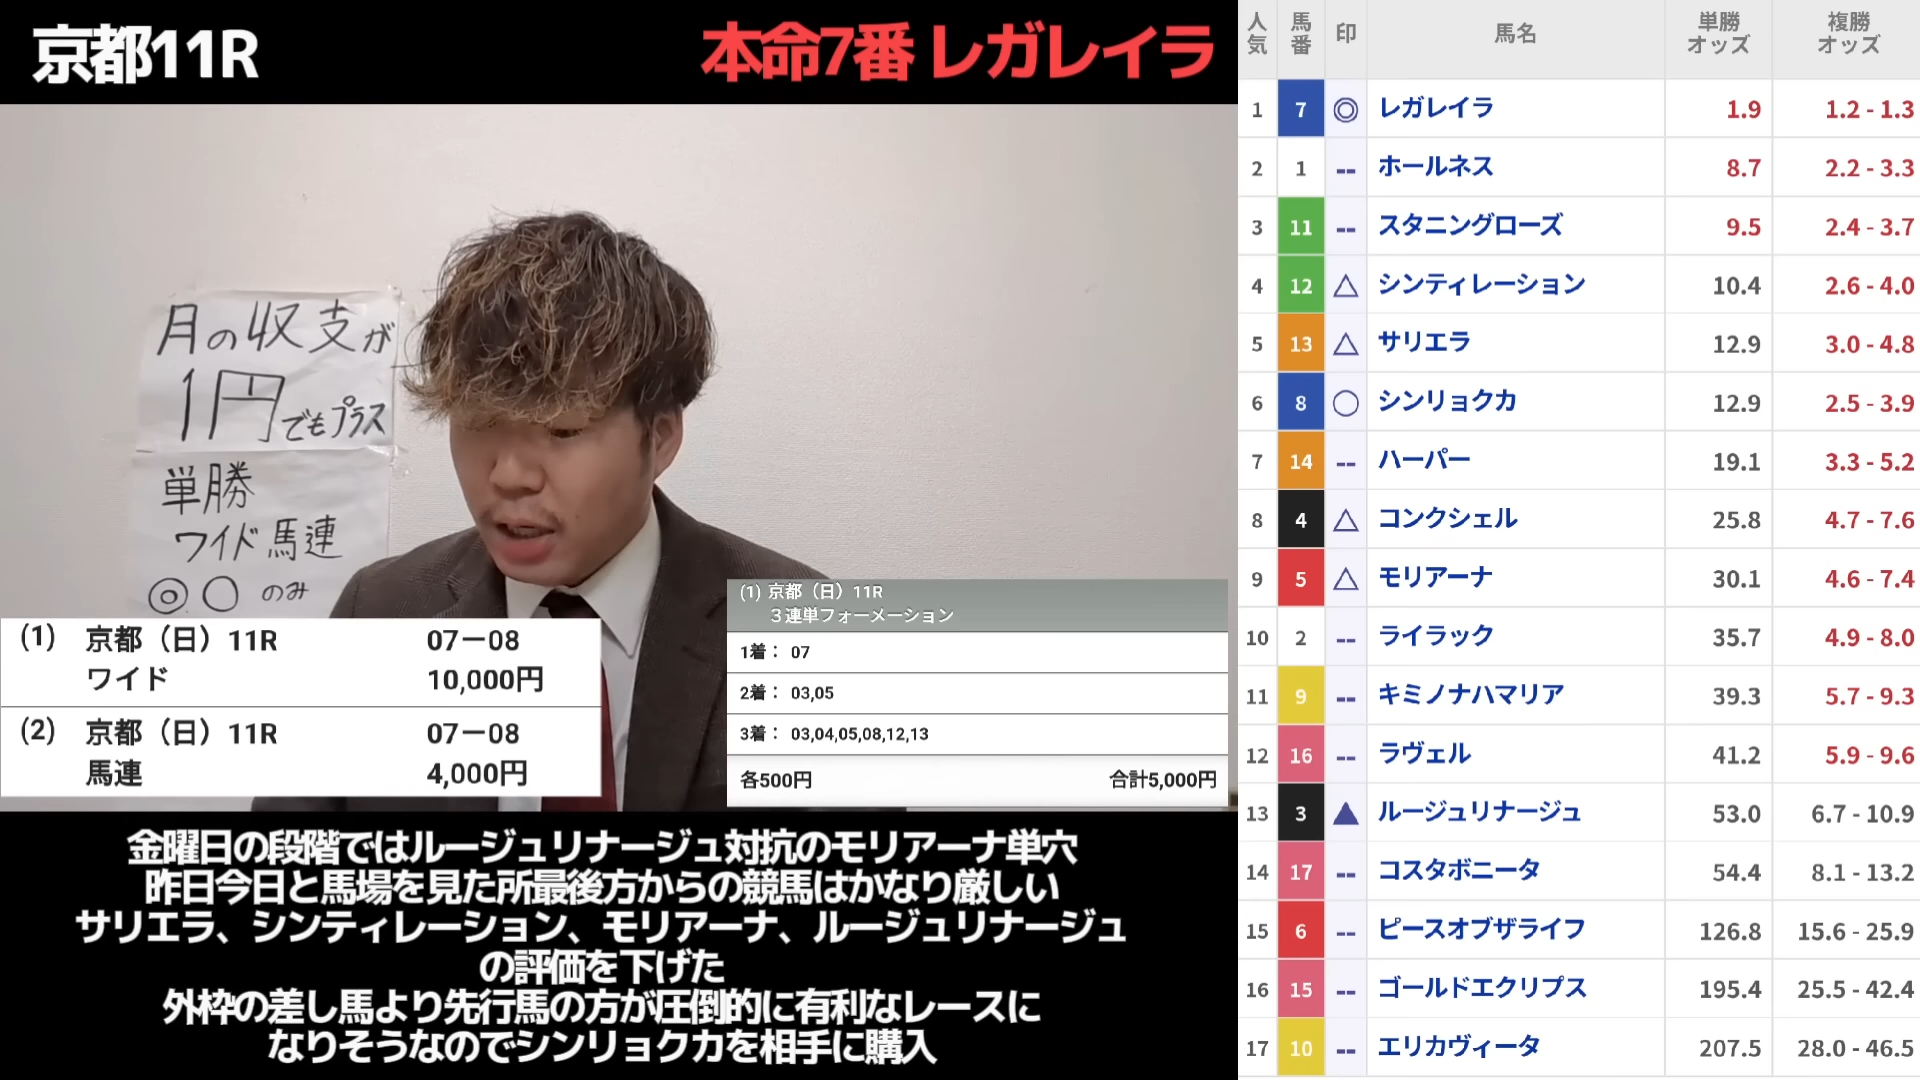 京都11R
本命7番 レガレイラ
月の収支が
1円でもプラス
単勝
ワイド馬連
◎〇のみ
(1) 京都（日）11R 07ー08
ワイド 10,000円
(2) 京都（日）11R 07ー08
馬連 4,000円
(1) 京都（日）11R
３連単フォーメーション
1着： 07
2着： 03,05
3着： 03,04,05,08,12,13
各500円 合計5,000円
金曜日の段階ではルージュリナージュ対抗のモリアーナ単穴
昨日今日と馬場を見た所最後方からの競馬はかなり厳しい
サリエラ、シンティレーション、モリアーナ、ルージュリナージュ
の評価を下げた
外枠の差し馬より先行馬の方が圧倒的に有利なレースに
なりそうなのでシンリョクカを相手に購入
人気 馬番 印 馬名 単勝オッズ 複勝オッズ
1 7 ◎ レガレイラ 1.9 1.2 - 1.3
2 1 -- ホールネス 8.7 2.2 - 3.3
3 11 -- スタニングローズ 9.5 2.4 - 3.7
4 12 △ シンティレーション 10.4 2.6 - 4.0
5 13 △ サリエラ 12.9 3.0 - 4.8
6 8 〇 シンリョクカ 12.9 2.5 - 3.9
7 14 -- ハーパー 19.1 3.3 - 5.2
8 4 △ コンクシェル 25.8 4.7 - 7.6
9 5 △ モリアーナ 30.1 4.6 - 7.4
10 2 -- ライラック 35.7 4.9 - 8.0
11 9 -- キミノナハマリア 39.3 5.7 - 9.3
12 16 -- ラヴェル 41.2 5.9 - 9.6
13 3 ▲ ルージュリナージュ 53.0 6.7 - 10.9
14 17 -- コスタボニータ 54.4 8.1 - 13.2
15 6 -- ピースオブザライフ 126.8 15.6 - 25.9
16 15 -- ゴールドエクリプス 195.4 25.5 - 42.4
17 10 -- エリカヴィータ 207.5 28.0 - 46.5